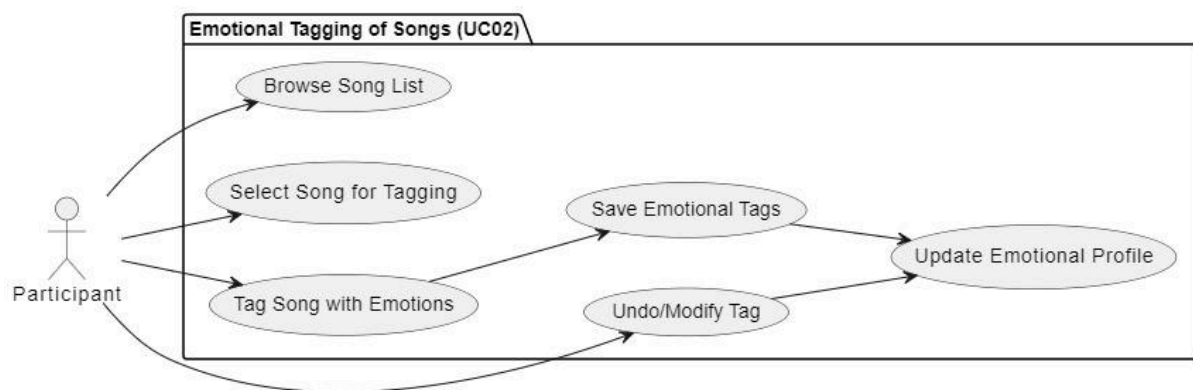 Emotional Tagging of Songs (UC02)
Browse Song List
Select Song for Tagging
Save Emotional Tags
Update Emotional Profile
Participant
Tag Song with Emotions
Undo/Modify Tag